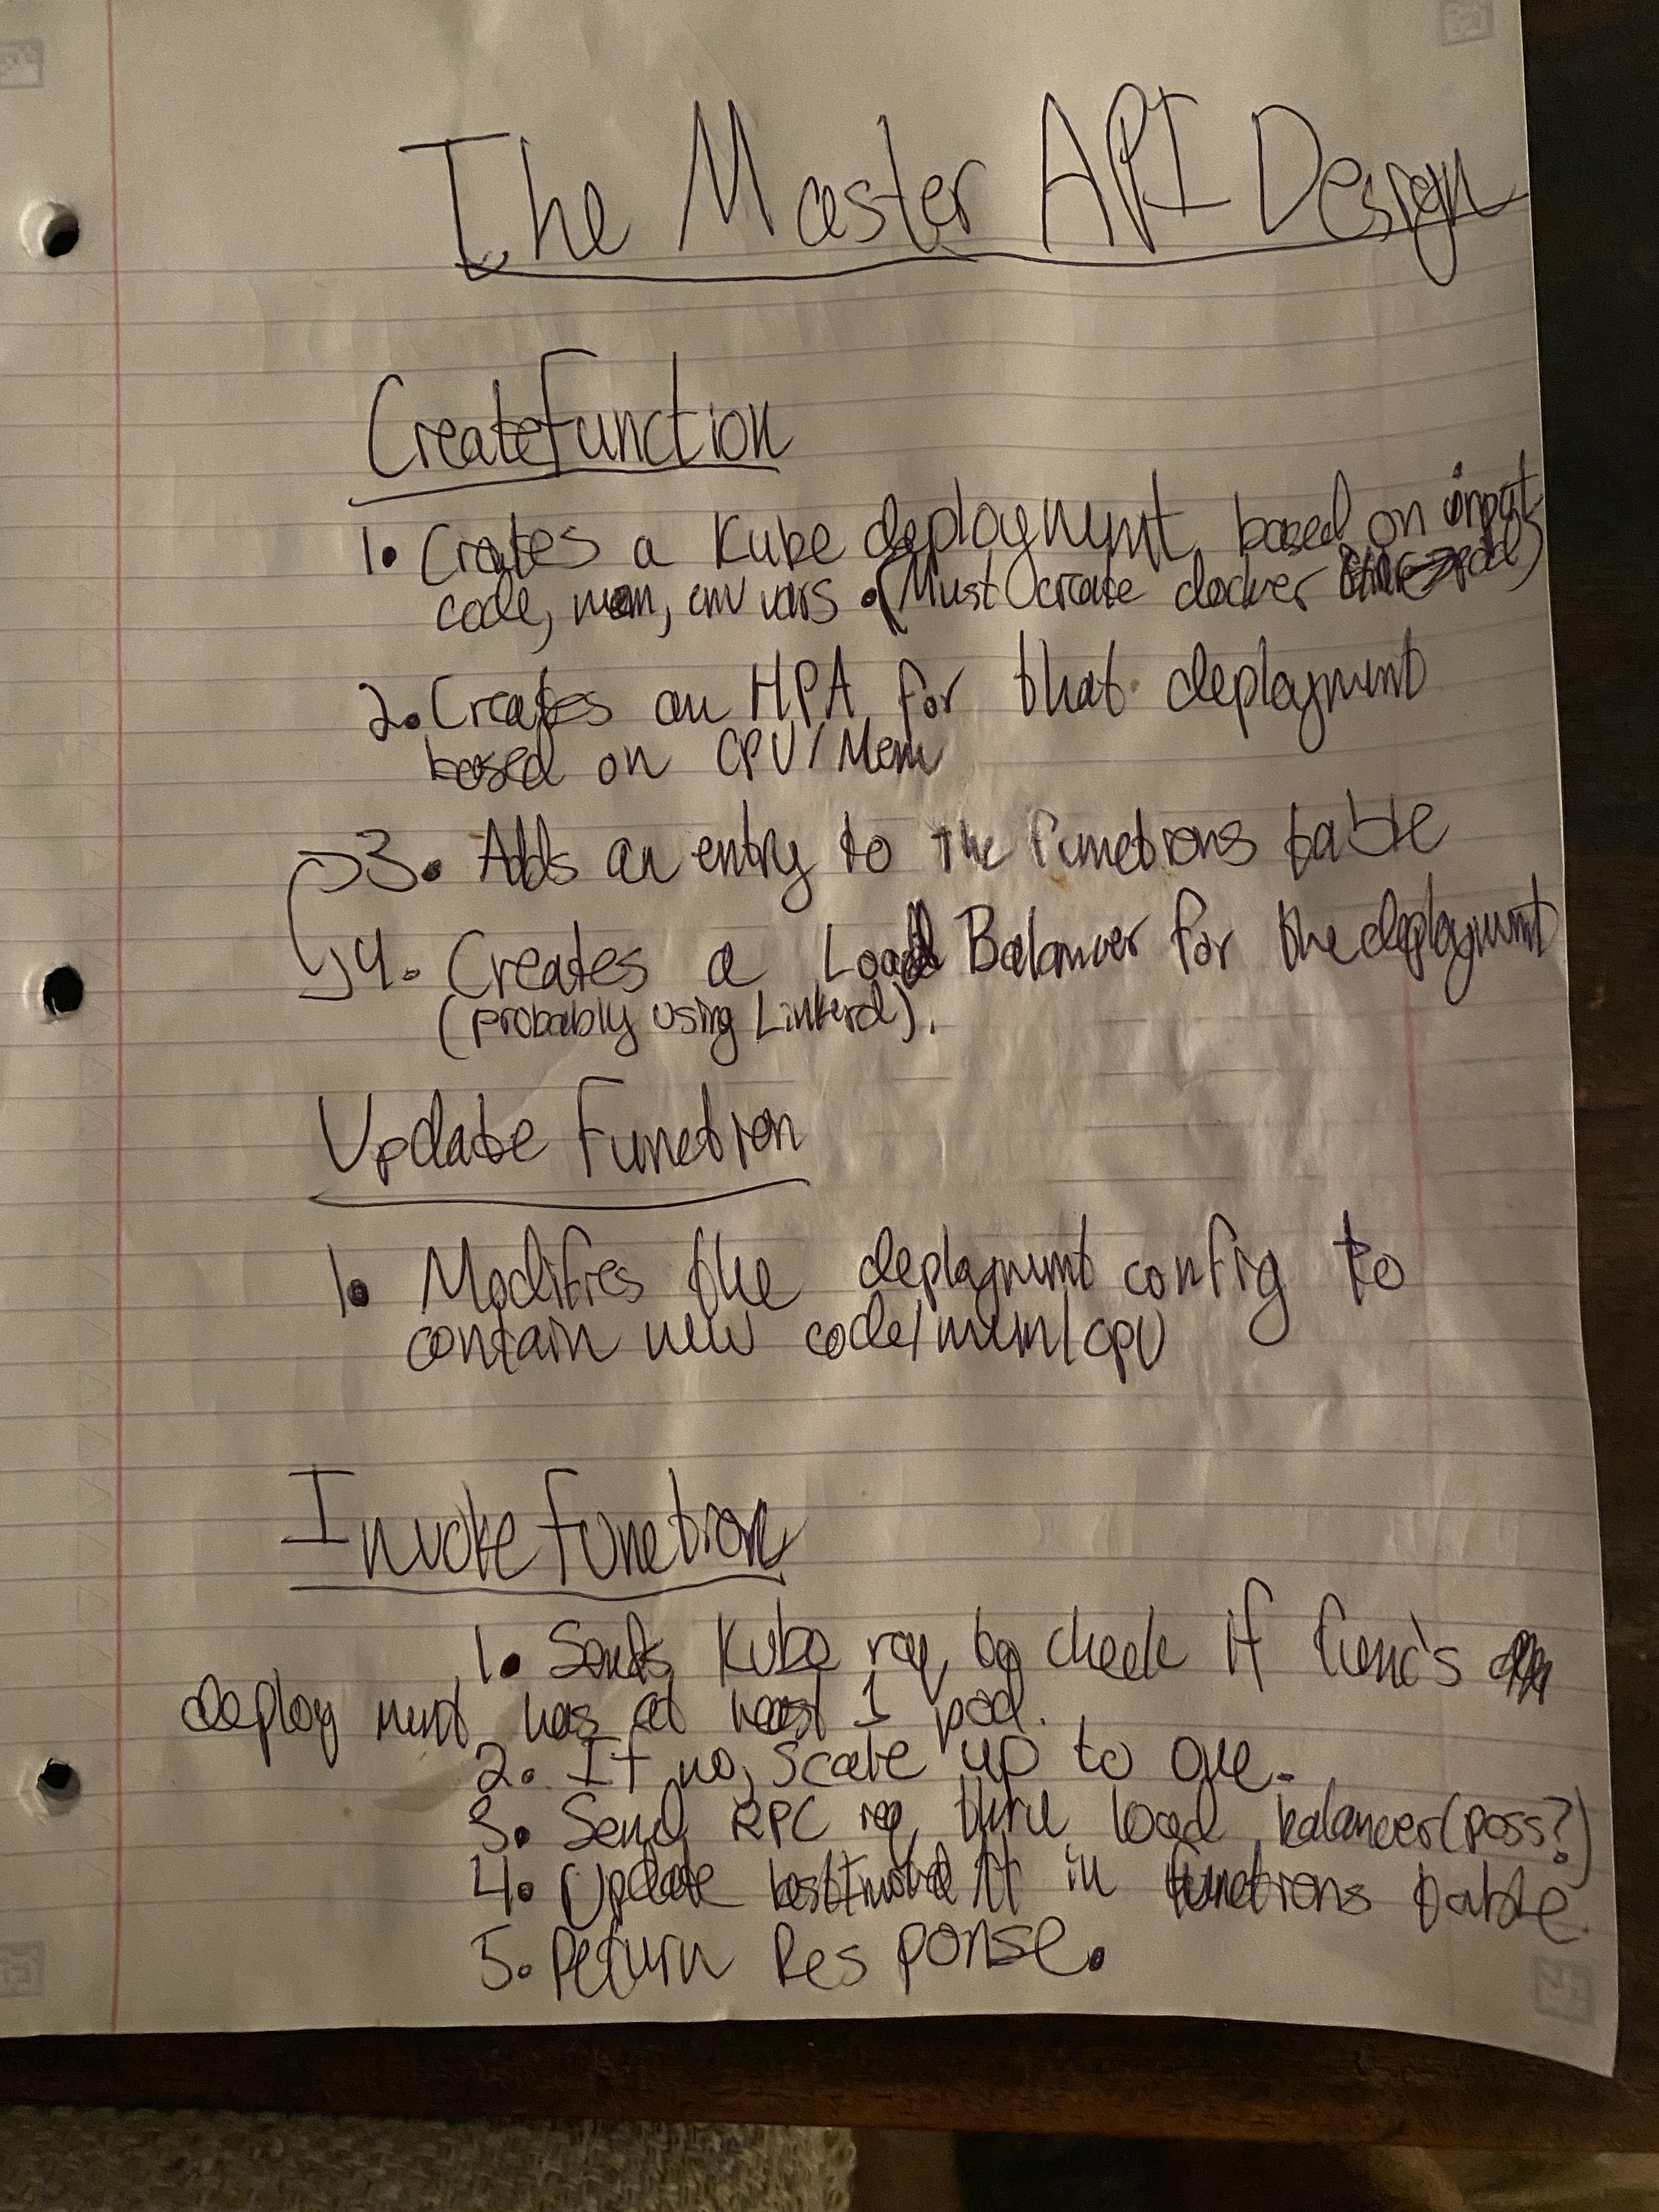 The Master API Design
CreateFunction
1. Creates a Kube deployment based on input
code, mem, env vars. (Must create docker → pod)
2. Creates an HPA for that deployment
based on CPU/Mem
3. Adds an entry to the functions table
4. Creates a Load Balancer for the deployment
(probably using Linkerd).
Update Function
1. Modifies the deployment config to
contain new code/mem/cpu
Invoke function
1. Sends Kube req to check if func's
deployment has at least 1 pod.
2. If no, scale up to one.
3. Send RPC req thru load balancer (poss?)
4. Update lastInvoked in functions table.
5. Return Response.